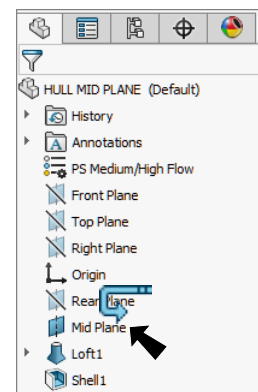 HULL MID PLANE (Default)
History
Annotations
PS Medium/High Flow
Front Plane
Top Plane
Right Plane
Origin
Rear Plane
Mid Plane
Loft1
Shell1